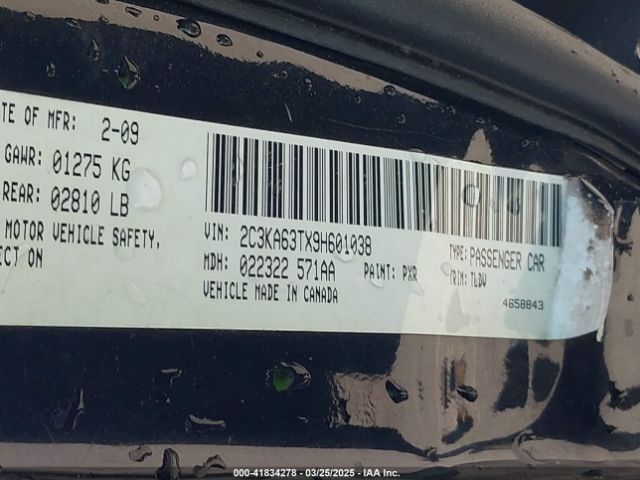 TE OF MFR: 2-09
GAWR: 01275 KG
REAR: 02810 LB
MOTOR VEHICLE SAFETY,
ECT ON
VIN: 2C3KA63TX9H601038
MDH: 022322 571AA PAINT: PXR
VEHICLE MADE IN CANADA
TYPE: PASSENGER CAR
TRIM: TLDV
4658843
00-41834278 - 03/25/2025 - IAA Inc.